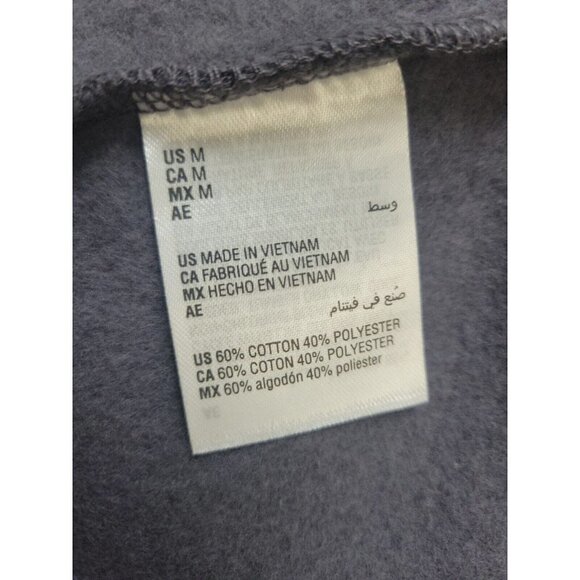 US M
CA M
MX M
AE وسط
US MADE IN VIETNAM
CA FABRIQUÉ AU VIETNAM
MX HECHO EN VIETNAM
AE صُنع في فيتنام
US 60% COTTON 40% POLYESTER
CA 60% COTON 40% POLYESTER
MX 60% algodón 40% poliester